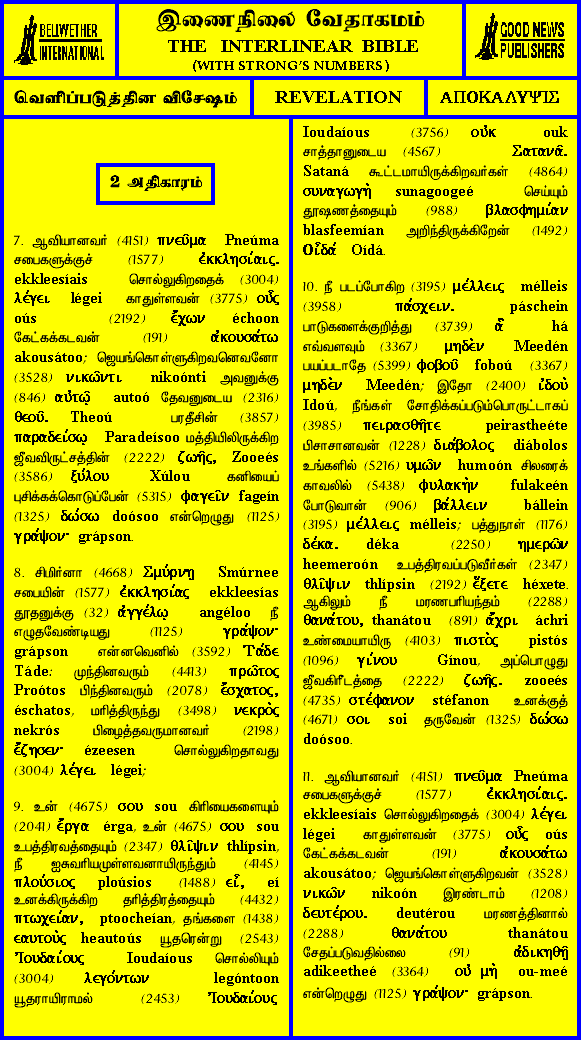 BELLWETHER
INTERNATIONAL
இணைநிலை வேதாகமம்
THE INTERLINEAR BIBLE
(WITH STRONG'S NUMBERS)
GOOD NEWS
PUBLISHERS
வெளிப்படுத்தின விசேஷம்
REVELATION
ΑΠΟΚΑΛΥΨΙΣ
2 அதிகாரம்
7. ஆவியானவர் (4151) πνεῦμα Pneúma
சபைகளுக்குச் (1577) ἐκκλησίαις.
ekkleesíais சொல்லுகிறதைக் (3004)
λέγει légei காதுள்ளவன் (3775) οὖς
oús (2192) ἔχων échoon
கேட்கக்கடவன் (191) ἀκουσάτω
akousátoo; ஜெயங்கொள்ளுகிறவனெவனோ
(3528) νικῶντι nikoónti அவனுக்கு
(846) αὐτῷ autoó தேவனுடைய (2316)
θεοῦ. Theoú பரதீசின் (3857)
παραδείσῳ Paradeísoo மத்தியிலிருக்கிற
ஜீவவிருட்சத்தின் (2222) ζωῆς, Zooeés
(3586) ξύλου Xúlou கனியைப்
புசிக்கக்கொடுப்பேன் (5315) φαγεῖν fageín
(1325) δώσω doósoo என்றெழுது (1125)
γράψον· grápson.
8. சிமிர்னா (4668) Σμύρνῃ Smúrnee
சபையின் (1577) ἐκκλησίας ekkleesías
தூதனுக்கு (32) ἀγγέλῳ angéloo நீ
எழுதவேண்டியது (1125) γράψον·
grápson என்னவெனில் (3592) Τάδε
Táde: முந்தினவரும் (4413) πρῶτος
Proótos பிந்தினவரும் (2078) ἔσχατος,
éschatos, மரித்திருந்து (3498) νεκρὸς
nekrós பிழைத்தவருமானவர் (2198)
ἔζησεν· ézeesen சொல்லுகிறதாவது
(3004) λέγει légei;
9. உன் (4675) σου sou கிரியைகளையும்
(2041) ἔργα érga, உன் (4675) σου sou
உபத்திரவத்தையும் (2347) θλῖψιν thlípsin,
நீ ஐசுவரியமுள்ளவனாயிருந்தும் (4145)
πλούσιος ploúsios (1488) εἶ, eí
உனக்கிருக்கிற தரித்திரத்தையும் (4432)
πτωχείαν, ptoocheían, தங்களை (1438)
εαυτοὺς heautoús யூதரென்று (2543)
Ἰουδαίους Ioudaíous சொல்லியும்
(3004) λεγόντων legóntoon
யூதராயிராமல் (2453) Ἰουδαίους
Ioudaíous (3756) οὐκ ouk
சாத்தானுடைய (4567) Σατανᾶ.
Sataná கூட்டமாயிருக்கிறவர்கள் (4864)
συναγωγὴ sunagoogeé செய்யும்
தூஷணத்தையும் (988) βλασφημίαν
blasfeemían அறிந்திருக்கிறேன் (1492)
Οἶδά Oídá.
10. நீ படப்போகிற (3195) μέλλεις mélleis
(3958) πάσχειν. páschein
பாடுகளைக்குறித்து (3739) ἃ há
எவ்வளவும் (3367) μηδὲν Meedén
பயப்படாதே (5399) φοβοῦ foboú (3367)
μηδὲν Meedén; இதோ (2400) ἰδοὺ
Idoú, நீங்கள் சோதிக்கப்படும்பொருட்டாகப்
(3985) πειρασθῆτε peirastheéte
பிசாசானவன் (1228) διάβολος diábolos
உங்களில் (5216) υμῶν humoón சிலரைக்
காவலில் (5438) φυλακὴν fulakeén
போடுவான் (906) βάλλειν bállein
(3195) μέλλεις mélleis; பத்துநாள் (1176)
δέκα. déka (2250) ημερῶν
heemeroón உபத்திரவப்படுவீர்கள் (2347)
θλῖψιν thlípsin (2192) ἕξετε héxete.
ஆகிலும் நீ மரணபரியந்தம் (2288)
θανάτου, thanátou (891) ἄχρι áchri
உண்மையாயிரு (4103) πιστὸς pistós
(1096) γίνου Gínou, அப்பொழுது
ஜீவகிரீடத்தை (2222) ζωῆς. zooeés
(4735) στέφανον stéfanon உனக்குத்
(4671) σοι soi தருவேன் (1325) δώσω
doósoo.
11. ஆவியானவர் (4151) πνεῦμα Pneúma
சபைகளுக்குச் (1577) ἐκκλησίαις.
ekkleesíais சொல்லுகிறதைக் (3004) λέγει
légei காதுள்ளவன் (3775) οὖς oús
கேட்கக்கடவன் (191) ἀκουσάτω
akousátoo; ஜெயங்கொள்ளுகிறவன் (3528)
νικῶν nikoón இரண்டாம் (1208)
δευτέρου. deutérou மரணத்தினால்
(2288) θανάτου thanátou
சேதப்படுவதில்லை (91) ἀδικηθῇ
adikeetheé (3364) οὐ μὴ ou-meé
என்றெழுது (1125) γράψον· grápson.